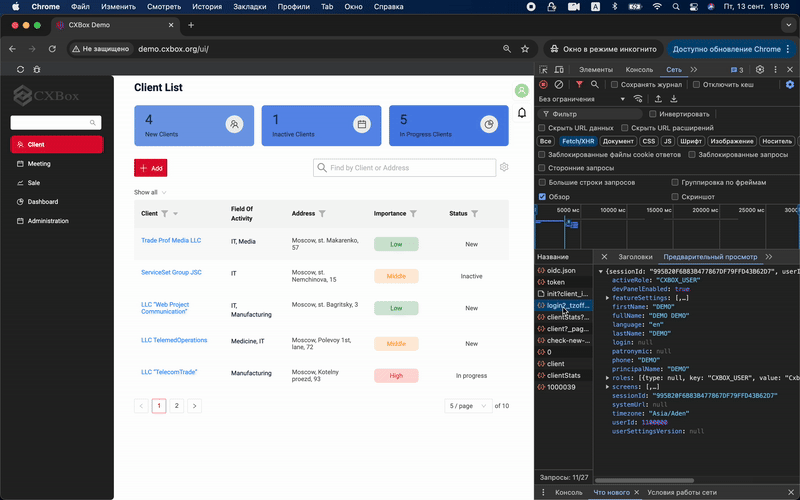 Chrome Файл Изменить Смотреть История Закладки Профили Tab Окно Справка А Пт, 13 сент. 18:09
CXBox Demo
Не защищено demo.cxbox.org/ui/ Окно в режиме инкогнито Доступно обновление Chrome
CXBOX
Client
Meeting
Sale
Dashboard
Administration
Client List
4
New Clients
1
Inactive Clients
5
In Progress Clients
Add
Find by Client or Address
Show all
Client Field Of Activity Address Importance Status
Trade Prof Media LLC IT, Media Moscow, st. Makarenko, 57 Low New
ServiceSet Group JSC IT Moscow, st. Nemchinova, 15 Middle Inactive
LLC "Web Project Communication" IT, Manufacturing Moscow, st. Bagritsky, 3 Low New
LLC TelemedOperations Medicine, IT Moscow, Polevoy 1st, lane, 72 Middle New
LLC "TelecomTrade" Manufacturing Moscow, Kotelny proezd, 93 High In progress
1 2 5 / page of 10
Элементы Консоль Сеть 3
Сохранять журнал Отключить кеш
Без ограничения
Фильтр Инвертировать
Скрыть URL данных Скрыть URL расширений
Все Fetch/XHR Документ CSS JS Шрифт Изображение Носитель
Заблокированные файлы cookie ответов Заблокированные запросы
Сторонние запросы
Большие строки запросов Группировка по фреймам
Обзор Скриншот
5000 мс 10000 мс 15000 мс 20000 мс 25000 мс 3000
Название
oidc.json
token
init?client_i...
login?_tzoff...
clientStats?...
client?_pag...
check-new-...
0
client
clientStats
1000039
Запросы: 11/27
Заголовки Предварительный просмотр
{sessionId: "995B20F6B83B477867DF79FFD43B62D7", userI
activeRole: "CXBOX_USER"
devPanelEnabled: true
featureSettings: [,…]
firstName: "DEMO"
fullName: "DEMO DEMO"
language: "en"
lastName: "DEMO"
login: null
patronymic: null
phone: "DEMO"
principalName: "DEMO"
roles: [{type: null, key: "CXBOX_USER", value: "Cxb
screens: [,…]
sessionId: "995B20F6B83B477867DF79FFD43B62D7"
systemUrl: null
timezone: "Asia/Aden"
userId: 1100000
userSettingsVersion: null
Консоль Что нового Условия работы сети